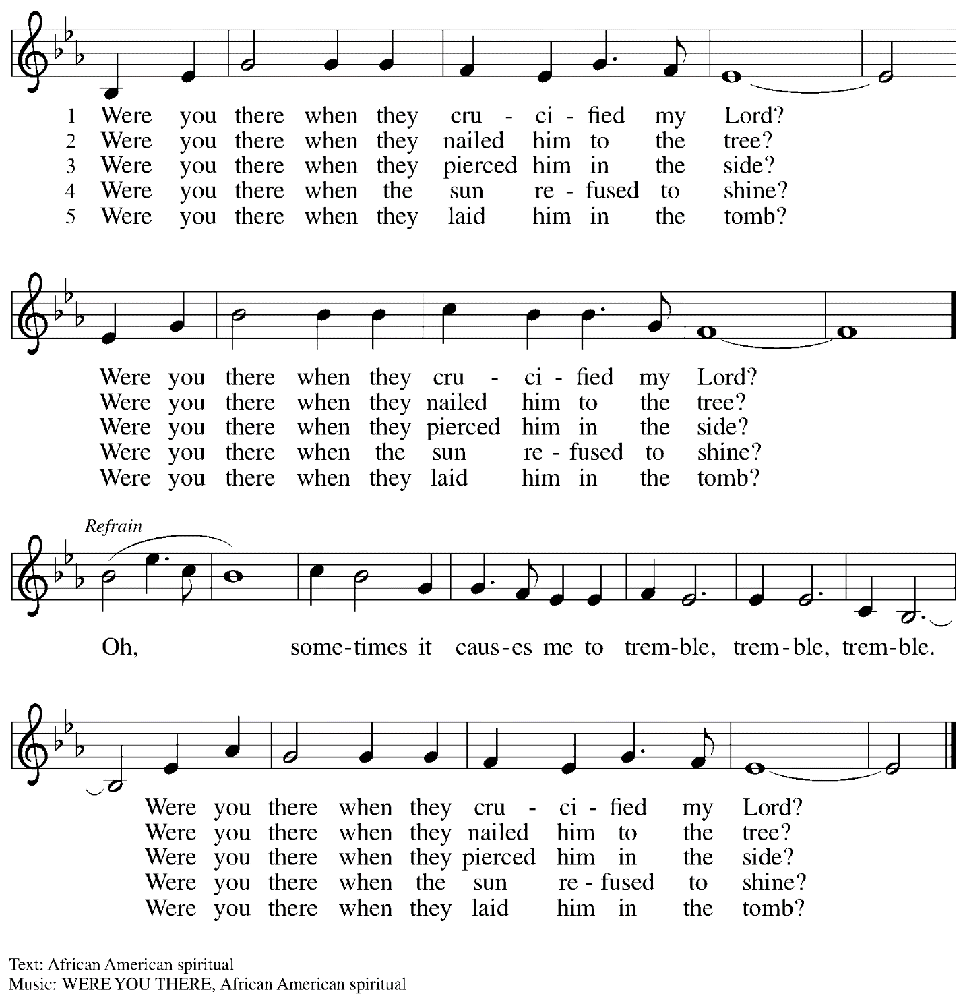 1 Were you there when they cru - ci - fied my Lord?
2 Were you there when they nailed him to the tree?
3 Were you there when they pierced him in the side?
4 Were you there when the sun re - fused to shine?
5 Were you there when they laid him in the tomb?
Were you there when they cru - ci - fied my Lord?
Were you there when they nailed him to the tree?
Were you there when they pierced him in the side?
Were you there when the sun re - fused to shine?
Were you there when they laid him in the tomb?
Refrain
Oh, some-times it caus-es me to trem-ble, trem-ble, trem-ble.
Were you there when they cru - ci - fied my Lord?
Were you there when they nailed him to the tree?
Were you there when they pierced him in the side?
Were you there when the sun re - fused to shine?
Were you there when they laid him in the tomb?
Text: African American spiritual
Music: WERE YOU THERE, African American spiritual